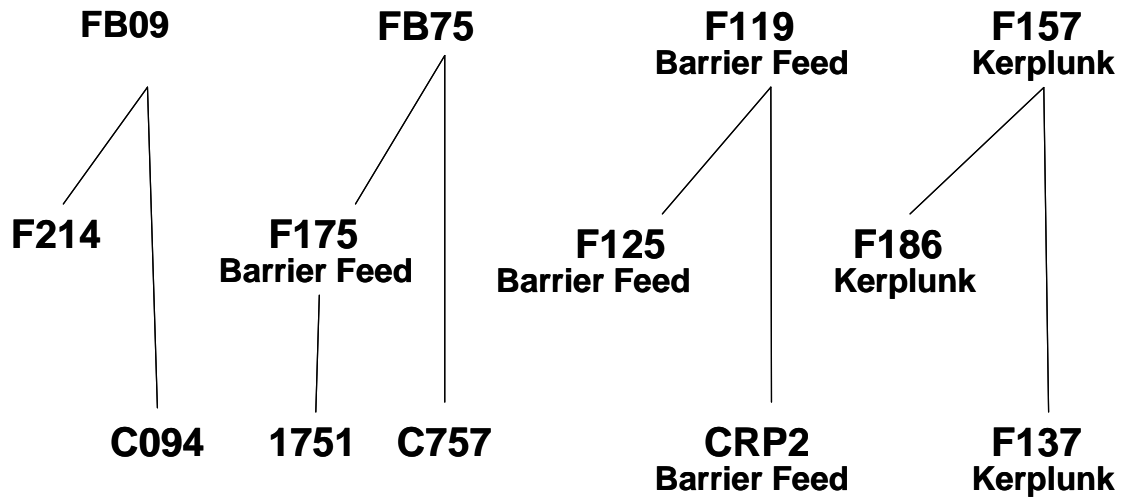 FB09
FB75
F119
Barrier Feed
F157
Kerplunk
F214
F175
Barrier Feed
F125
Barrier Feed
F186
Kerplunk
C094
1751
C757
CRP2
Barrier Feed
F137
Kerplunk